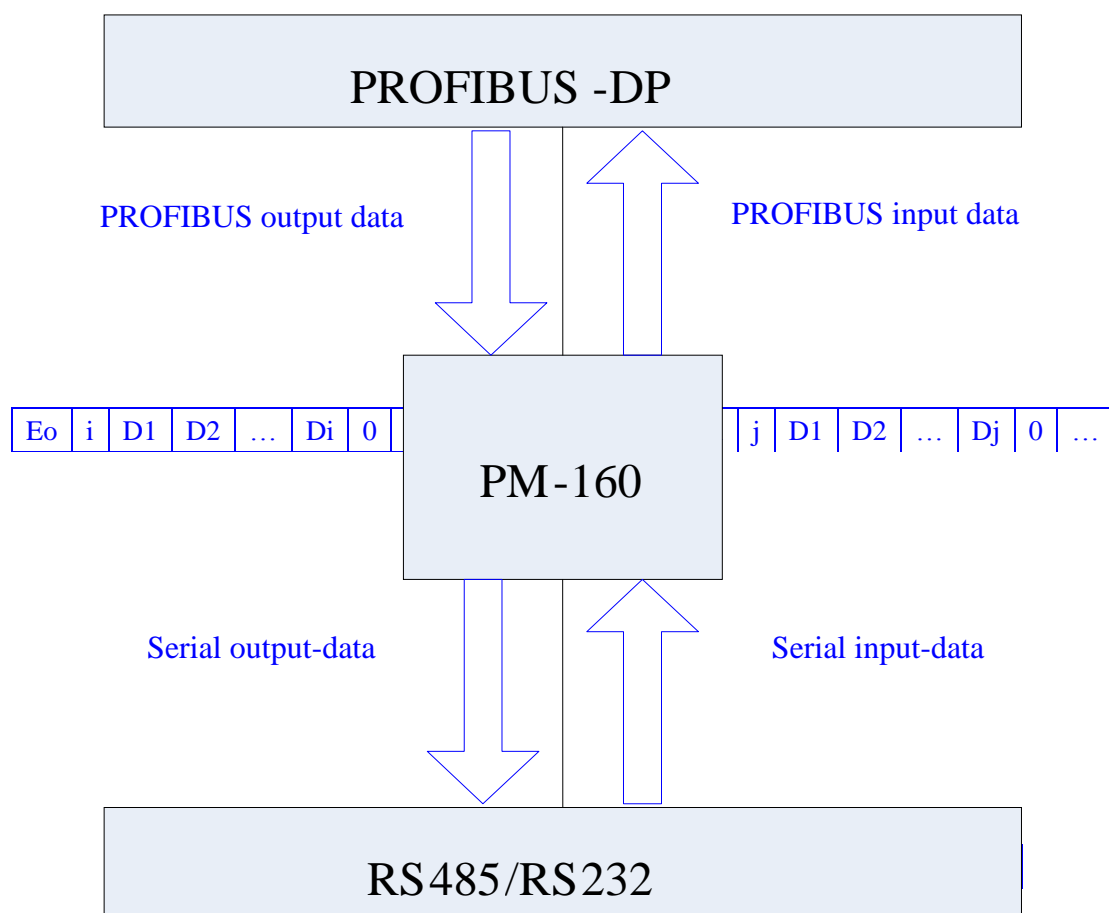 PROFIBUS -DP
PROFIBUS output data
PROFIBUS input data
Eo i D1 D2 … Di 0
j D1 D2 … Dj 0 …
PM-160
Serial output-data
Serial input-data
RS485/RS232